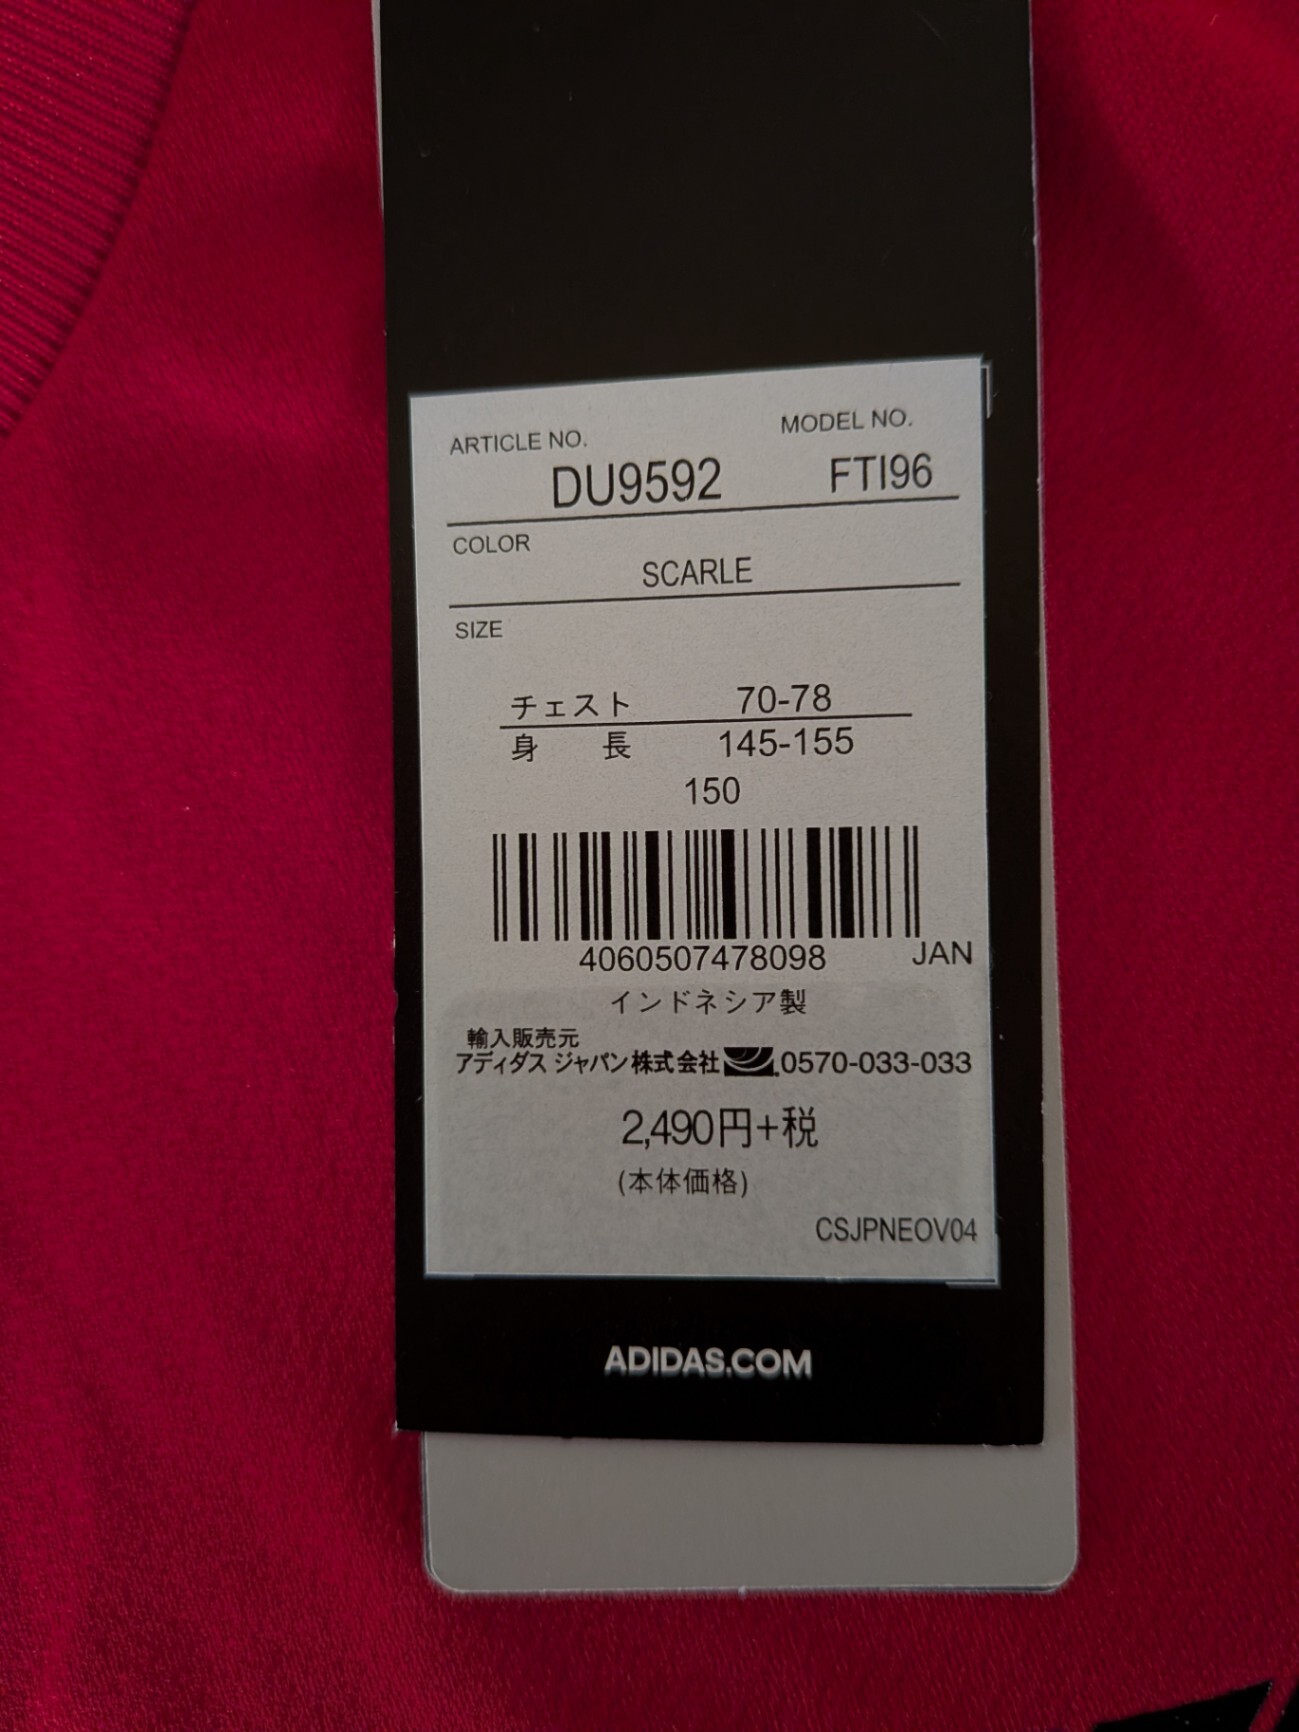 ARTICLE NO. MODEL NO.
DU9592 FTI96
COLOR
SCARLE
SIZE
チェスト 70-78
身 長 145-155
150
4060507478098 JAN
インドネシア製
輸入販売元
アディダス ジャパン株式会社 0570-033-033
2,490円+税
(本体価格)
CSJPNEOV04
ADIDAS.COM